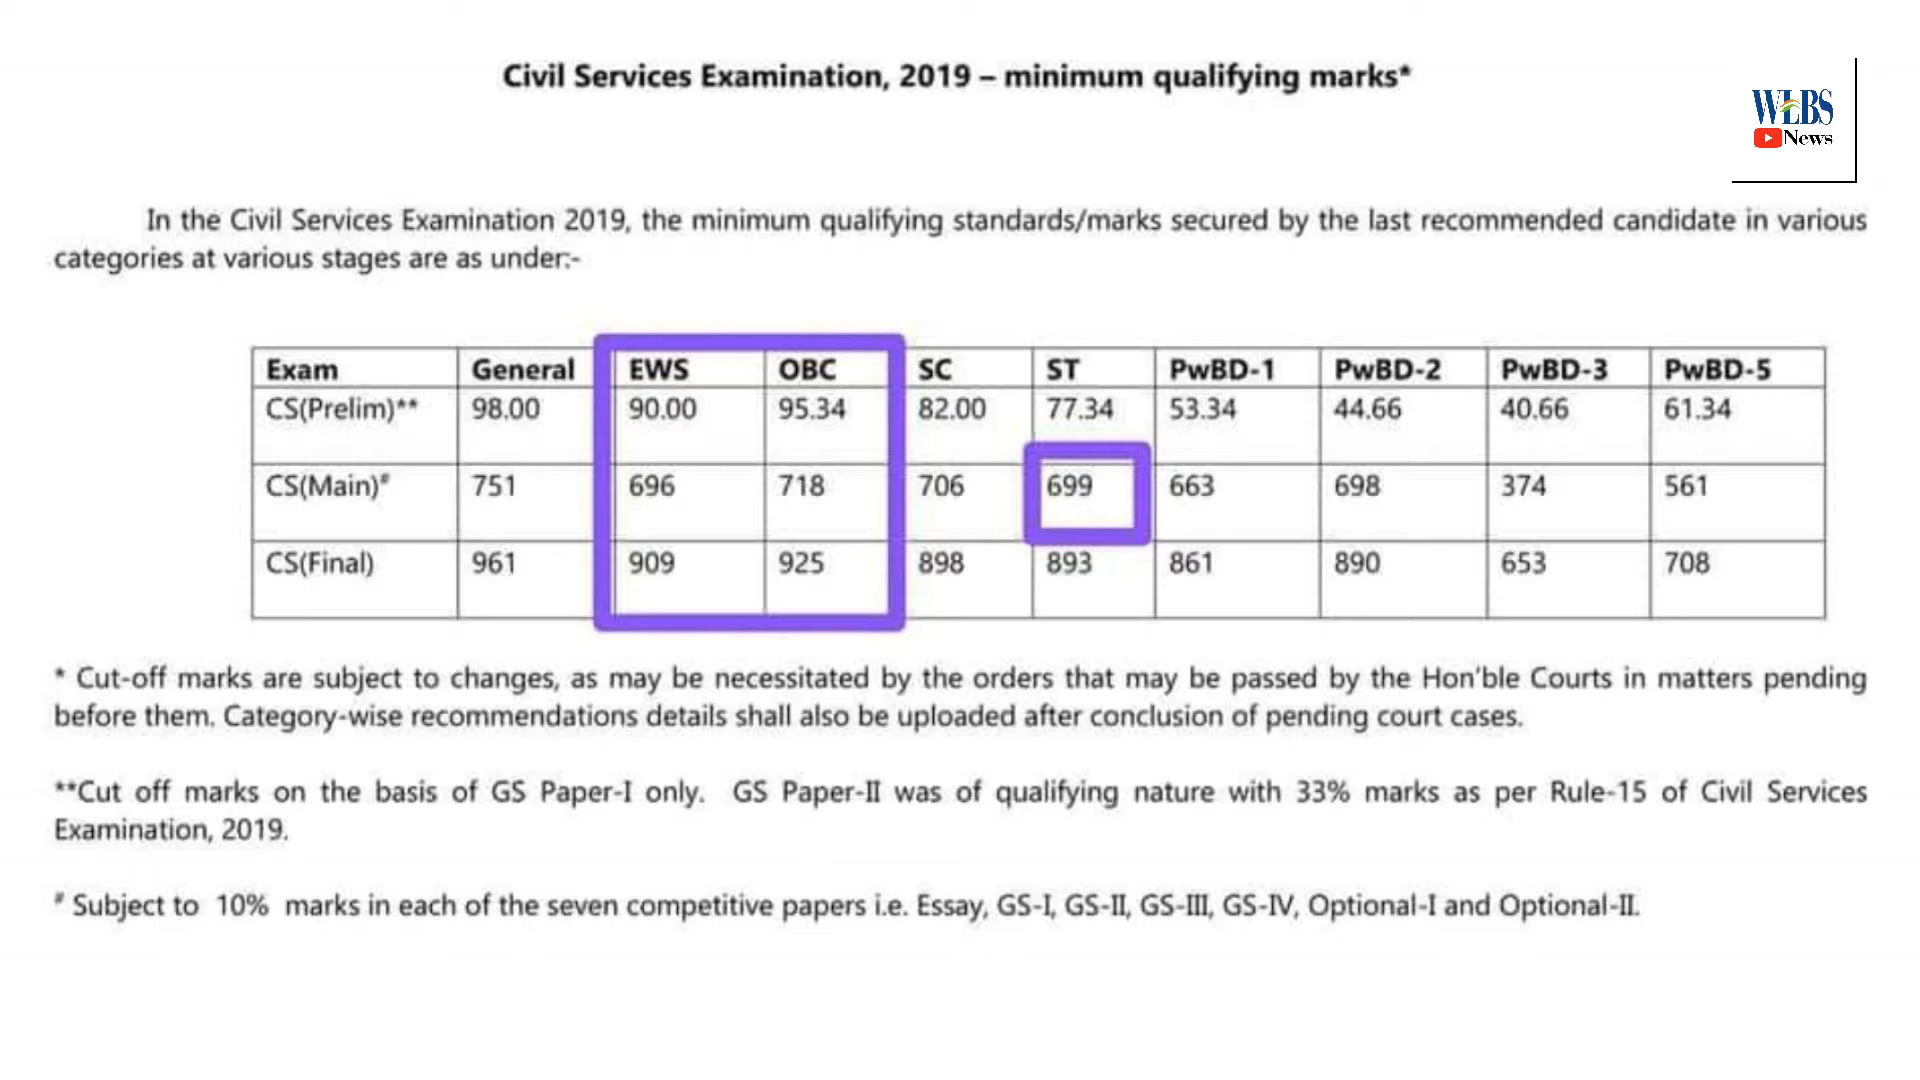 Civil Services Examination, 2019 – minimum qualifying marks*
WLBS
News
In the Civil Services Examination 2019, the minimum qualifying standards/marks secured by the last recommended candidate in various
categories at various stages are as under:-
Exam General EWS OBC SC ST PwBD-1 PwBD-2 PwBD-3 PwBD-5
CS(Prelim)** 98.00 90.00 95.34 82.00 77.34 53.34 44.66 40.66 61.34
CS(Main)# 751 696 718 706 699 663 698 374 561
CS(Final) 961 909 925 898 893 861 890 653 708
* Cut-off marks are subject to changes, as may be necessitated by the orders that may be passed by the Hon'ble Courts in matters pending
before them. Category-wise recommendations details shall also be uploaded after conclusion of pending court cases.
**Cut off marks on the basis of GS Paper-I only. GS Paper-II was of qualifying nature with 33% marks as per Rule-15 of Civil Services
Examination, 2019.
# Subject to 10% marks in each of the seven competitive papers i.e. Essay, GS-I, GS-II, GS-III, GS-IV, Optional-I and Optional-II.